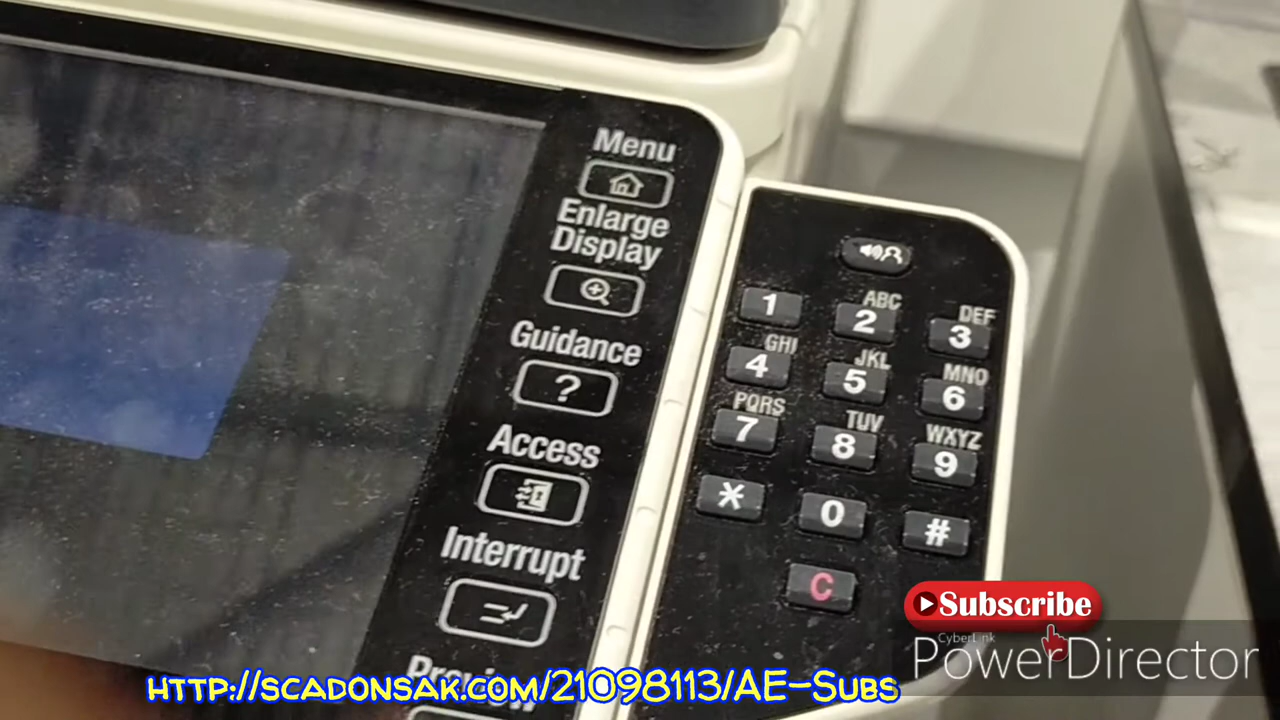 Menu
Enlarge
Display
Guidance
?
Access
Interrupt
Preview
1
ABC
2
DEF
3
GHI
4
JKL
5
MNO
6
PQRS
7
TUV
8
WXYZ
9
*
0
#
C
Subscribe
CyberLink
PowerDirector
http://scadonsak.com/21098113/AE-Subs